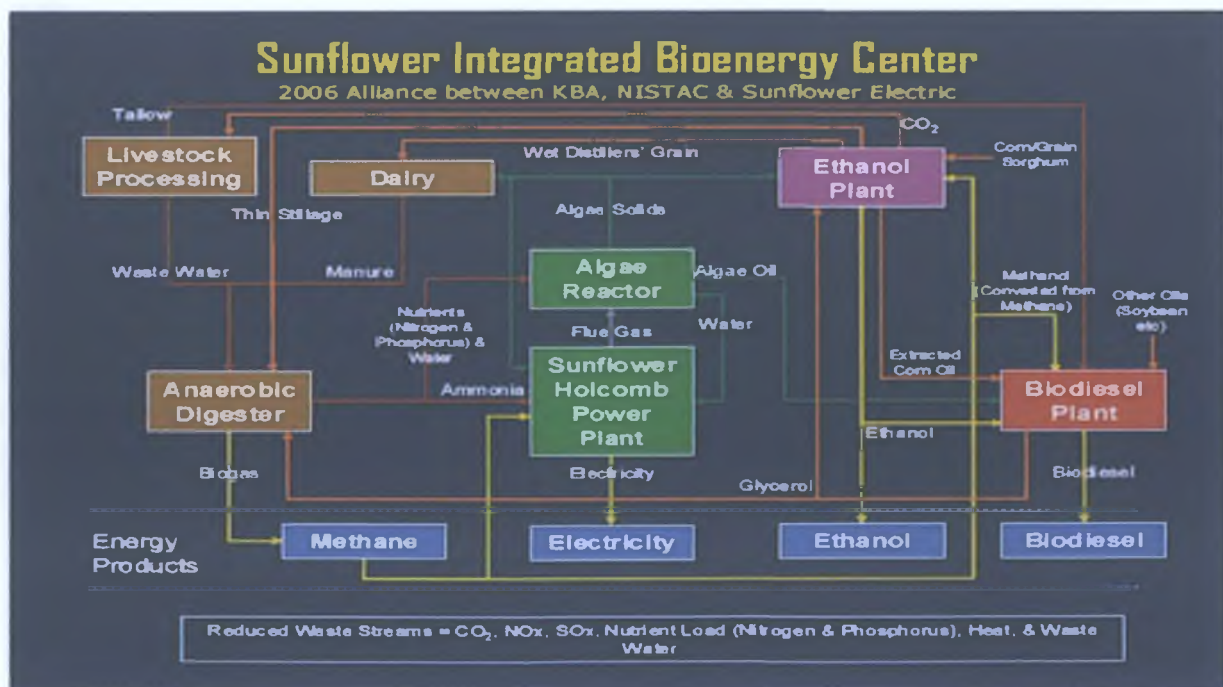 Sunflower Integrated Bioenergy Center
2006 Alliance between KBA, NISTAC & Sunflower Electric
Tallow
CO₂
Livestock
Processing
Wet Distillers' Grain
Dairy
Ethanol
Plant
Corn/Grain
Sorghum
Thin Stillage
Algae Solids
Waste Water
Manure
Algae
Reactor
Algae Oil
Methanol
(Converted from
Methane)
Other Oils
(Soybean
etc)
Nutrients
(Nitrogen &
Phosphorus) &
Water
Flue Gas
Water
Extracted
Corn Oil
Anaerobic
Digester
Ammonia
Sunflower
Holcomb
Power
Plant
Biodiesel
Plant
Ethanol
Biogas
Electricity
Glycerol
Biodiesel
Energy
Products
Methane
Electricity
Ethanol
Biodiesel
Reduced Waste Streams = CO₂, NOx, SOx, Nutrient Load (Nitrogen & Phosphorus), Heat, & Waste
Water